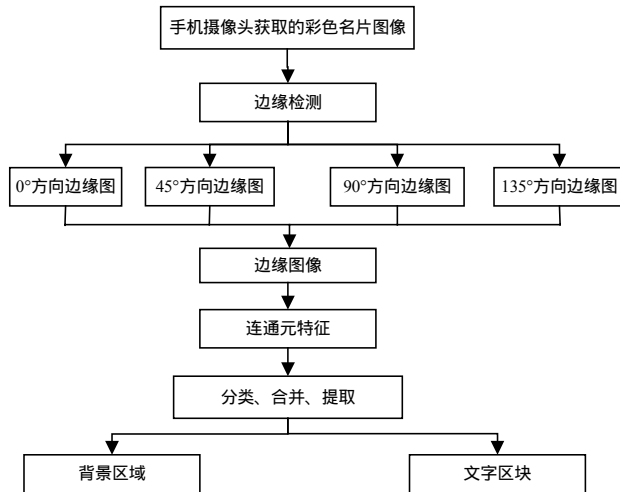 手机摄像头获取的彩色名片图像
边缘检测
0°方向边缘图
45°方向边缘图
90°方向边缘图
135°方向边缘图
边缘图像
连通元特征
分类、合并、提取
背景区域
文字区块